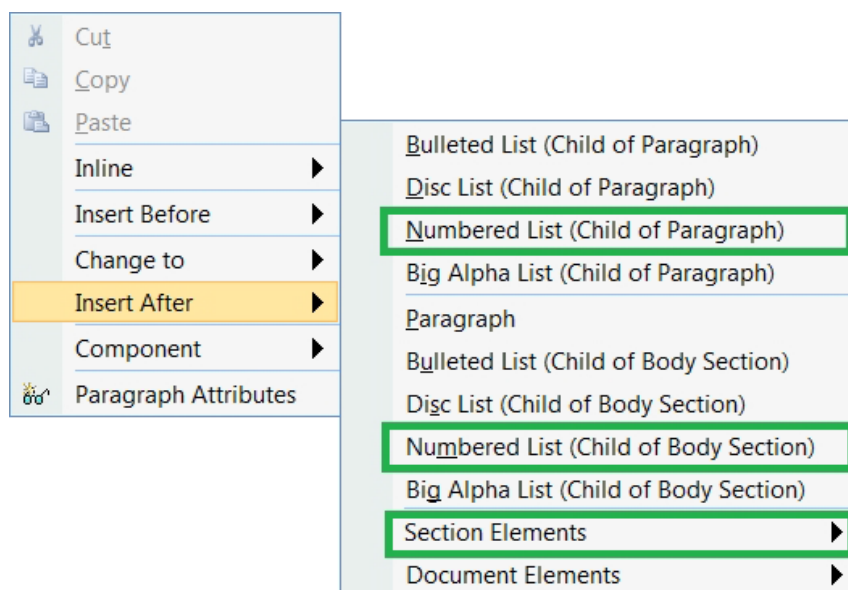 Cut
Copy
Paste
Inline
Insert Before
Change to
Insert After
Component
Paragraph Attributes
Bulleted List (Child of Paragraph)
Disc List (Child of Paragraph)
Numbered List (Child of Paragraph)
Big Alpha List (Child of Paragraph)
Paragraph
Bulleted List (Child of Body Section)
Disc List (Child of Body Section)
Numbered List (Child of Body Section)
Big Alpha List (Child of Body Section)
Section Elements
Document Elements